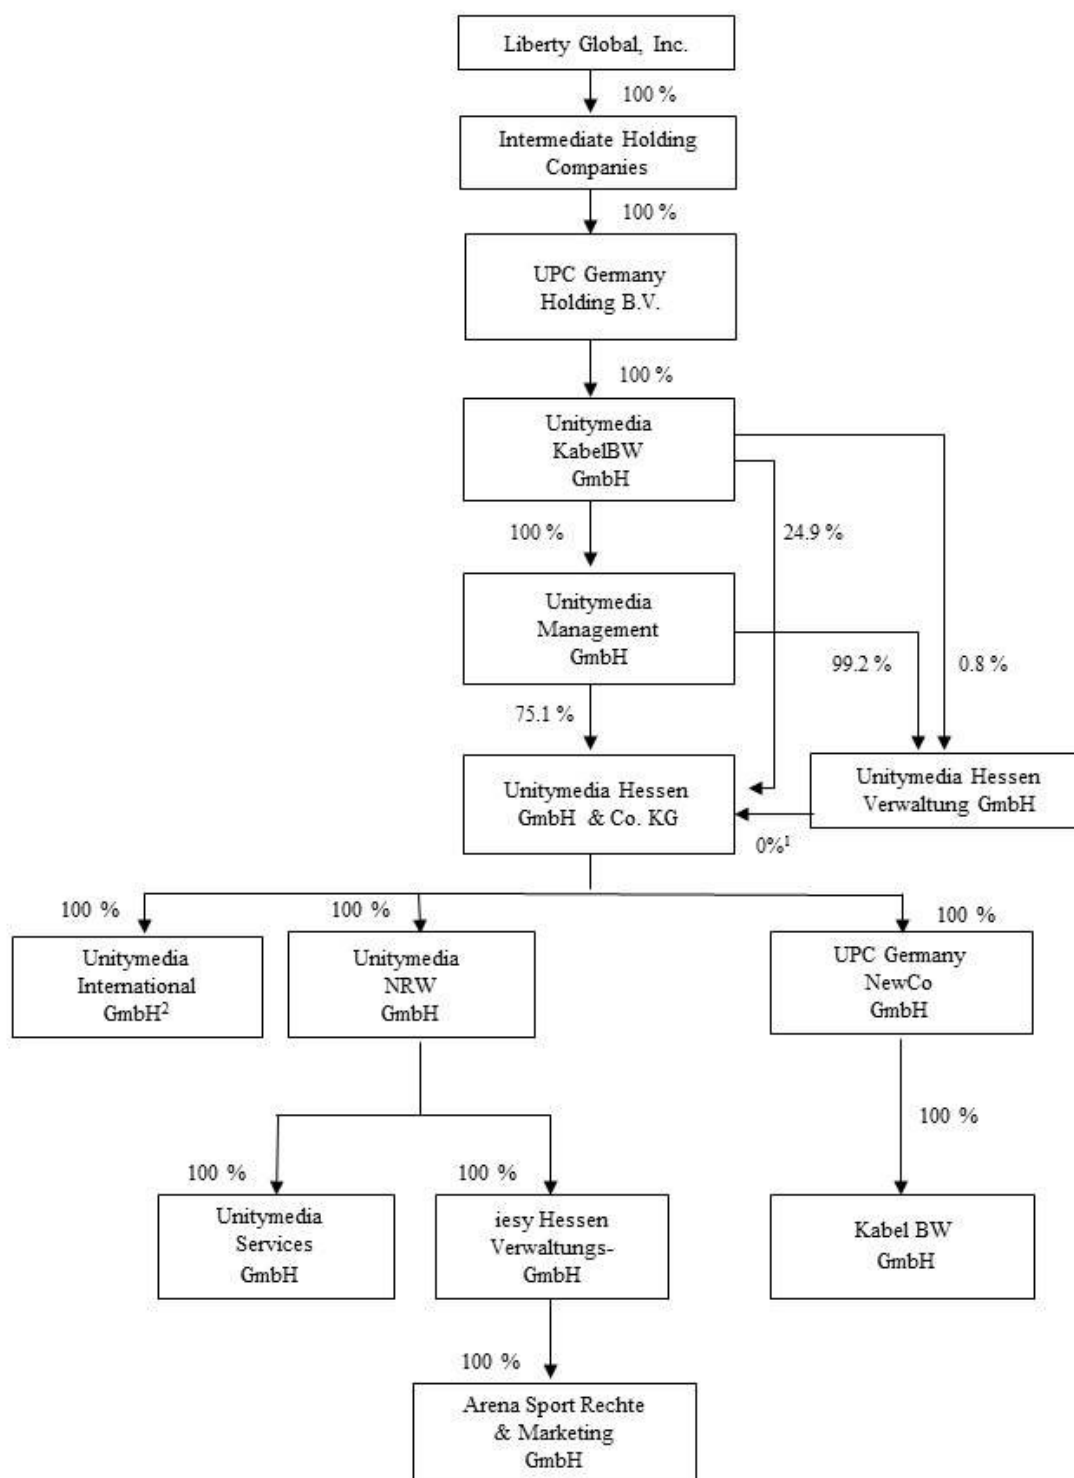 Liberty Global, Inc.
100 %
Intermediate Holding
Companies
100 %
UPC Germany
Holding B.V.
100 %
Unitymedia
KabelBW
GmbH
100 %
24.9 %
Unitymedia
Management
GmbH
99.2 %
0.8 %
75.1 %
Unitymedia Hessen
GmbH & Co. KG
Unitymedia Hessen
Verwaltung GmbH
0%¹
100 %
100 %
100 %
Unitymedia
International
GmbH²
Unitymedia
NRW
GmbH
UPC Germany
NewCo
GmbH
100 %
100 %
100 %
Unitymedia
Services
GmbH
iesy Hessen
Verwaltungs-
GmbH
Kabel BW
GmbH
100 %
Arena Sport Rechte
& Marketing
GmbH